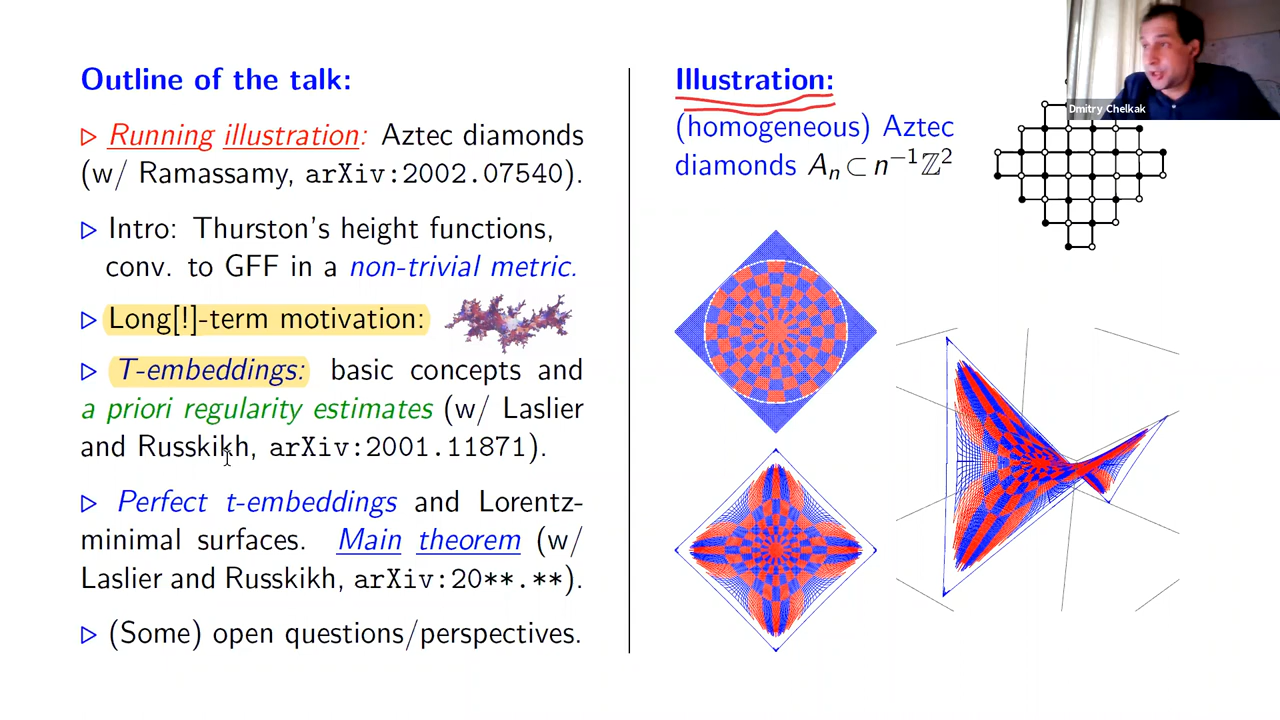 Outline of the talk:
▷ Running illustration: Aztec diamonds
(w/ Ramassamy, arXiv:2002.07540).
▷ Intro: Thurston's height functions,
conv. to GFF in a non-trivial metric.
▷ Long[!]-term motivation:
▷ T-embeddings: basic concepts and
a priori regularity estimates (w/ Laslier
and Russkikh, arXiv:2001.11871).
▷ Perfect t-embeddings and Lorentz-
minimal surfaces. Main theorem (w/
Laslier and Russkikh, arXiv:20**.**).
▷ (Some) open questions/perspectives.
Illustration:
(homogeneous) Aztec
diamonds Aₙ ⊂ n⁻¹ℤ²
Dmitry Chelkak